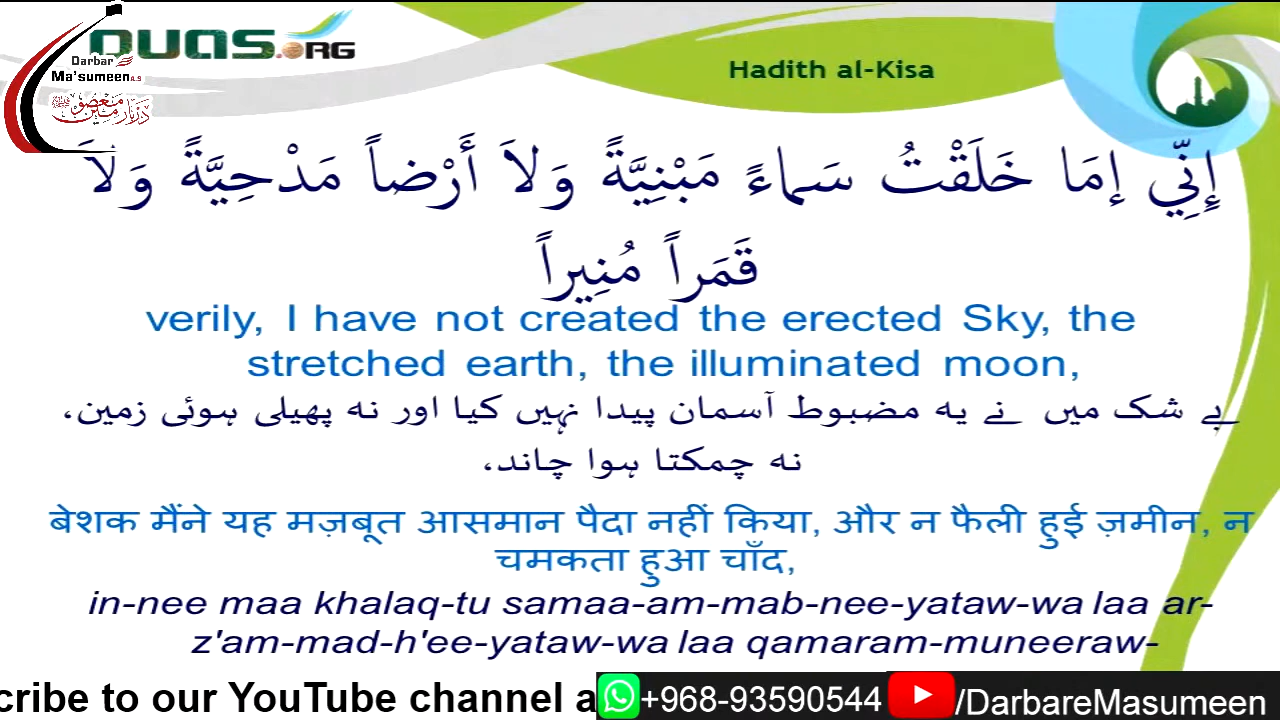 DUAS.ORG
Darbar
Ma'sumeen A.S
دربار معصومین
Hadith al-Kisa
إِنِّي إمَا خَلَقْتُ سَماءً مَبْنِيَّةً وَلاَ أَرْضاً مَدْحِيَّةً وَلاَ
قَمَراً مُنِيراً
verily, I have not created the erected Sky, the
stretched earth, the illuminated moon,
بے شک میں نے یہ مضبوط آسمان پیدا نہیں کیا اور نہ پھیلی ہوئی زمین،
نہ چمکتا ہوا چاند،
बेशक मैंने यह मज़बूत आसमान पैदा नहीं किया, और न फैली हुई ज़मीन, न
चमकता हुआ चाँद,
in-nee maa khalaq-tu samaa-am-mab-nee-yataw-wa laa ar-
z'am-mad-h'ee-yataw-wa laa qamaram-muneeraw-
cribe to our YouTube channel a +968-93590544 /DarbareMasumeen